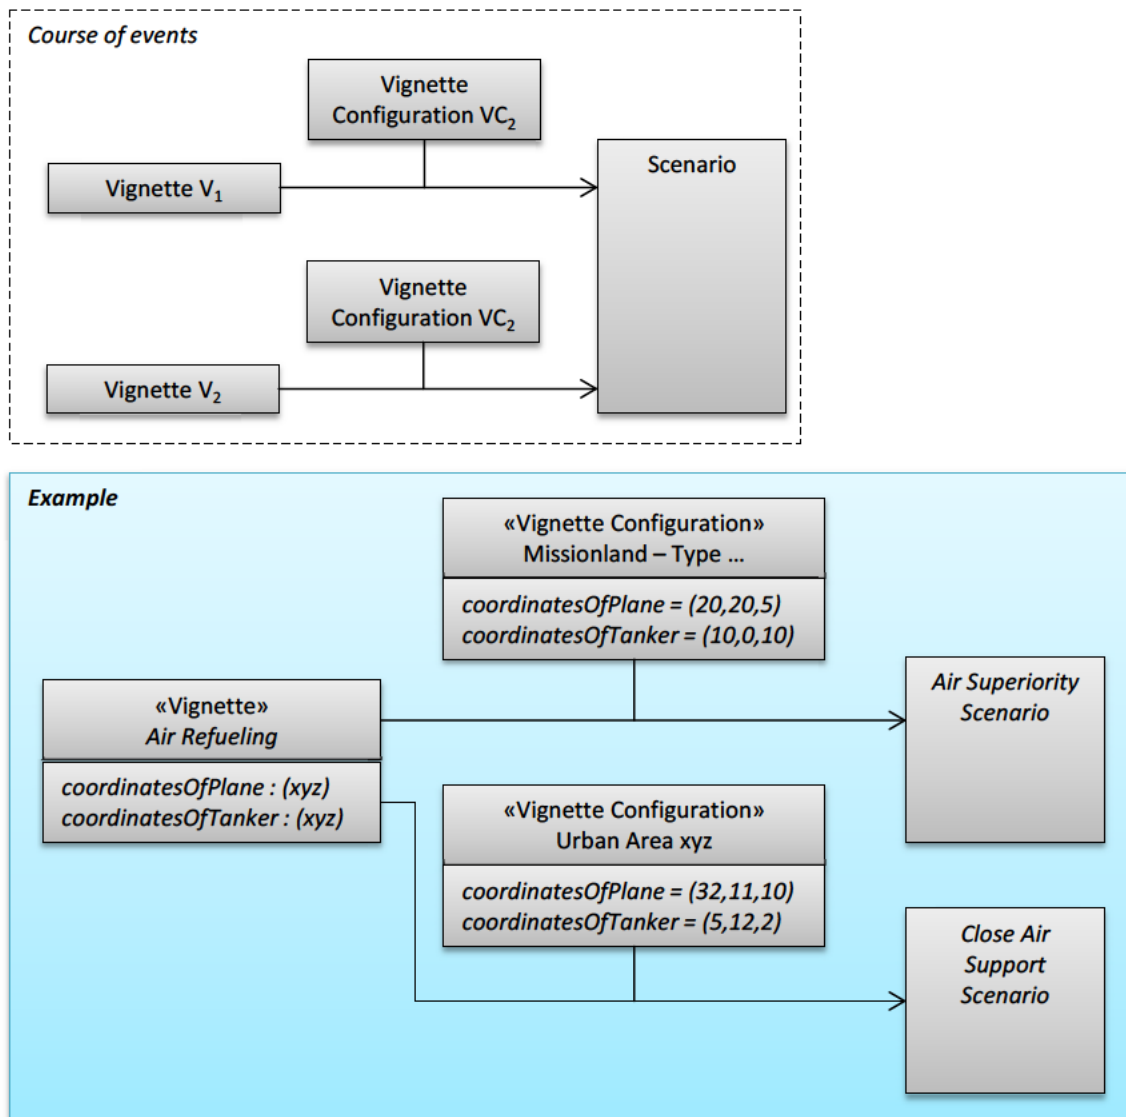 Course of events
Vignette
Configuration VC₂
Vignette V₁
Scenario
Vignette
Configuration VC₂
Vignette V₂
Example
«Vignette Configuration»
Missionland – Type ...
coordinatesOfPlane = (20,20,5)
coordinatesOfTanker = (10,0,10)
«Vignette»
Air Refueling
coordinatesOfPlane : (xyz)
coordinatesOfTanker : (xyz)
Air Superiority
Scenario
«Vignette Configuration»
Urban Area xyz
coordinatesOfPlane = (32,11,10)
coordinatesOfTanker = (5,12,2)
Close Air
Support
Scenario